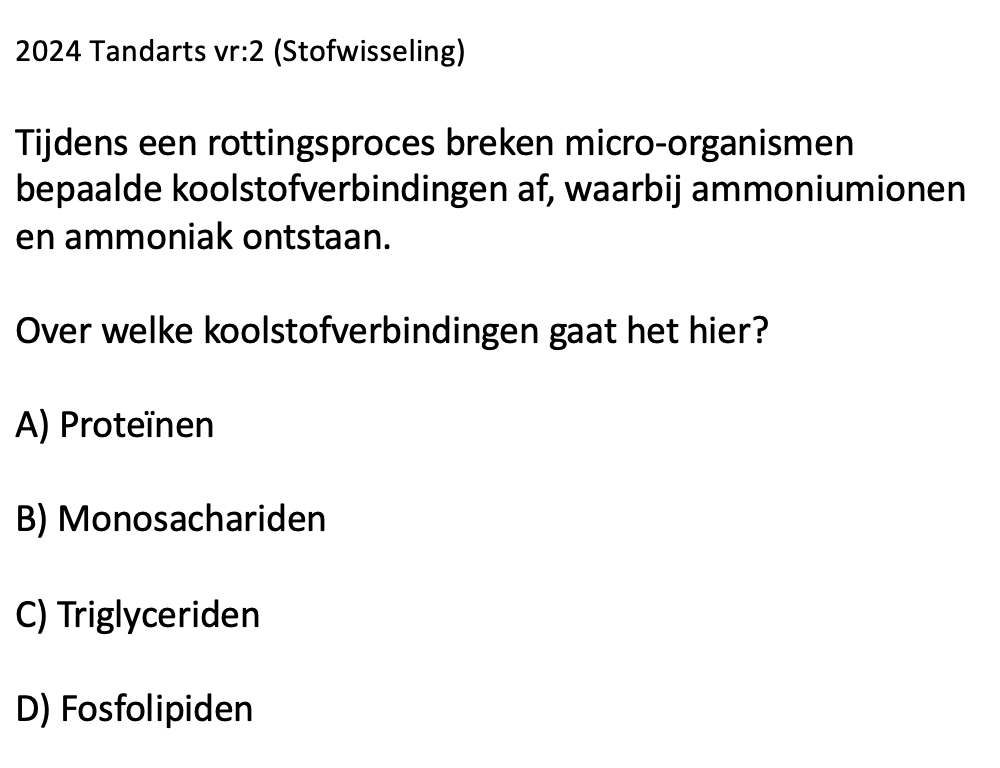 2024 Tandarts vr:2 (Stofwisseling)
Tijdens een rottingsproces breken micro-organismen
bepaalde koolstofverbindingen af, waarbij ammoniumionen
en ammoniak ontstaan.
Over welke koolstofverbindingen gaat het hier?
A) Proteïnen
B) Monosachariden
C) Triglyceriden
D) Fosfolipiden